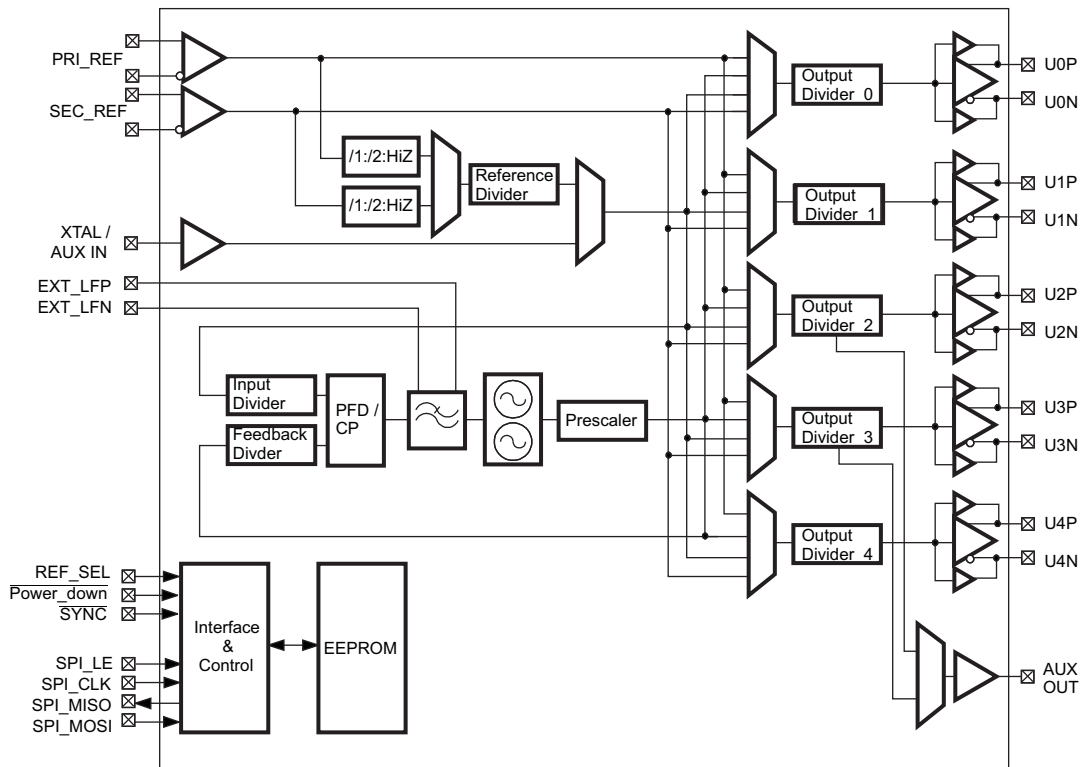 PRI_REF
SEC_REF
/1:/2:HiZ
/1:/2:HiZ
Reference
Divider
XTAL /
AUX IN
EXT_LFP
EXT_LFN
Input
Divider
Feedback
Divder
PFD /
CP
Prescaler
Output
Divider 0
Output
Divider 1
Output
Divider 2
Output
Divider 3
Output
Divider 4
U0P
U0N
U1P
U1N
U2P
U2N
U3P
U3N
U4P
U4N
AUX
OUT
REF_SEL
Power_down
SYNC
SPI_LE
SPI_CLK
SPI_MISO
SPI_MOSI
Interface
&
Control
EEPROM